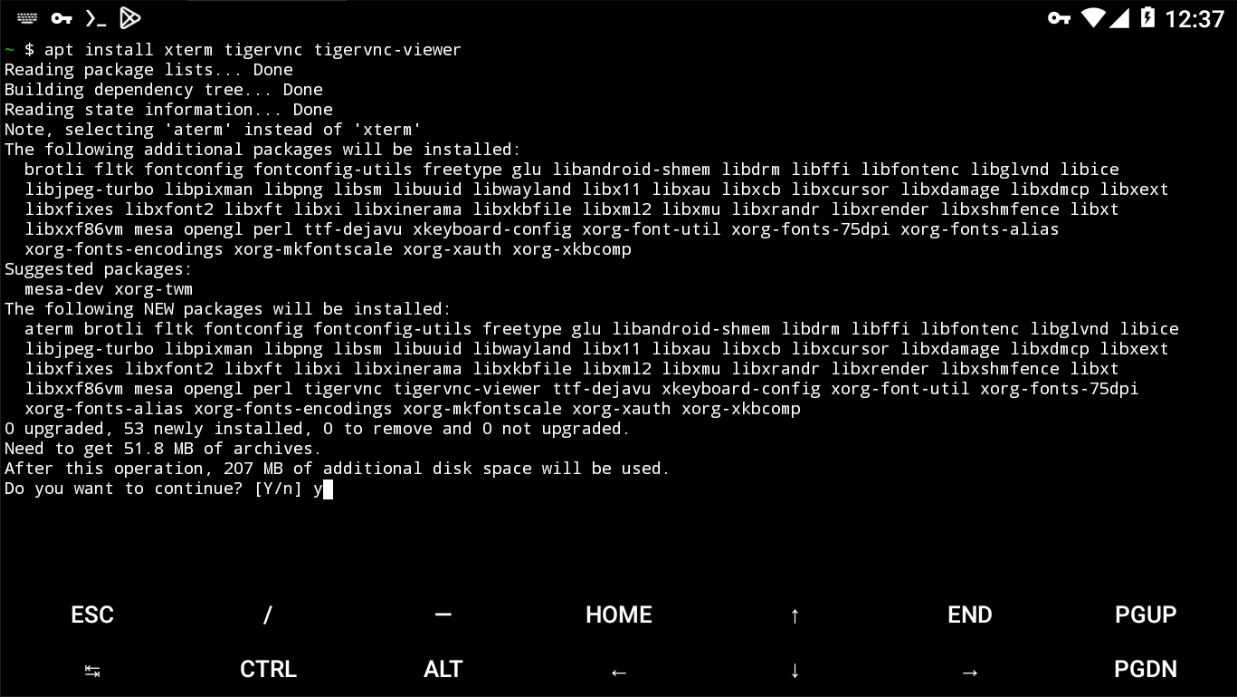 12:37
~ $ apt install xterm tigervnc tigervnc-viewer
Reading package lists... Done
Building dependency tree... Done
Reading state information... Done
Note, selecting 'aterm' instead of 'xterm'
The following additional packages will be installed:
brotli fltk fontconfig fontconfig-utils freetype glu libandroid-shmem libdrm libffi libfontenc libglvnd libice
libjpeg-turbo libpixman libpng libsm libuuid libwayland libx11 libxau libxcb libxcursor libxdamage libxdmcp libxext
libxfixes libxfont2 libxft libxi libxinerama libxkbfile libxml2 libxmu libxrandr libxrender libxshmfence libxt
libxxf86vm mesa opengl perl ttf-dejavu xkeyboard-config xorg-font-util xorg-fonts-75dpi xorg-fonts-alias
xorg-fonts-encodings xorg-mkfontscale xorg-xauth xorg-xkbcomp
Suggested packages:
mesa-dev xorg-twm
The following NEW packages will be installed:
aterm brotli fltk fontconfig fontconfig-utils freetype glu libandroid-shmem libdrm libffi libfontenc libglvnd libice
libjpeg-turbo libpixman libpng libsm libuuid libwayland libx11 libxau libxcb libxcursor libxdamage libxdmcp libxext
libxfixes libxfont2 libxft libxi libxinerama libxkbfile libxml2 libxmu libxrandr libxrender libxshmfence libxt
libxxf86vm mesa opengl perl tigervnc tigervnc-viewer ttf-dejavu xkeyboard-config xorg-font-util xorg-fonts-75dpi
xorg-fonts-alias xorg-fonts-encodings xorg-mkfontscale xorg-xauth xorg-xkbcomp
0 upgraded, 53 newly installed, 0 to remove and 0 not upgraded.
Need to get 51.8 MB of archives.
After this operation, 207 MB of additional disk space will be used.
Do you want to continue? [Y/n] y
ESC / — HOME ↑ END PGUP
↹ CTRL ALT ← ↓ → PGDN